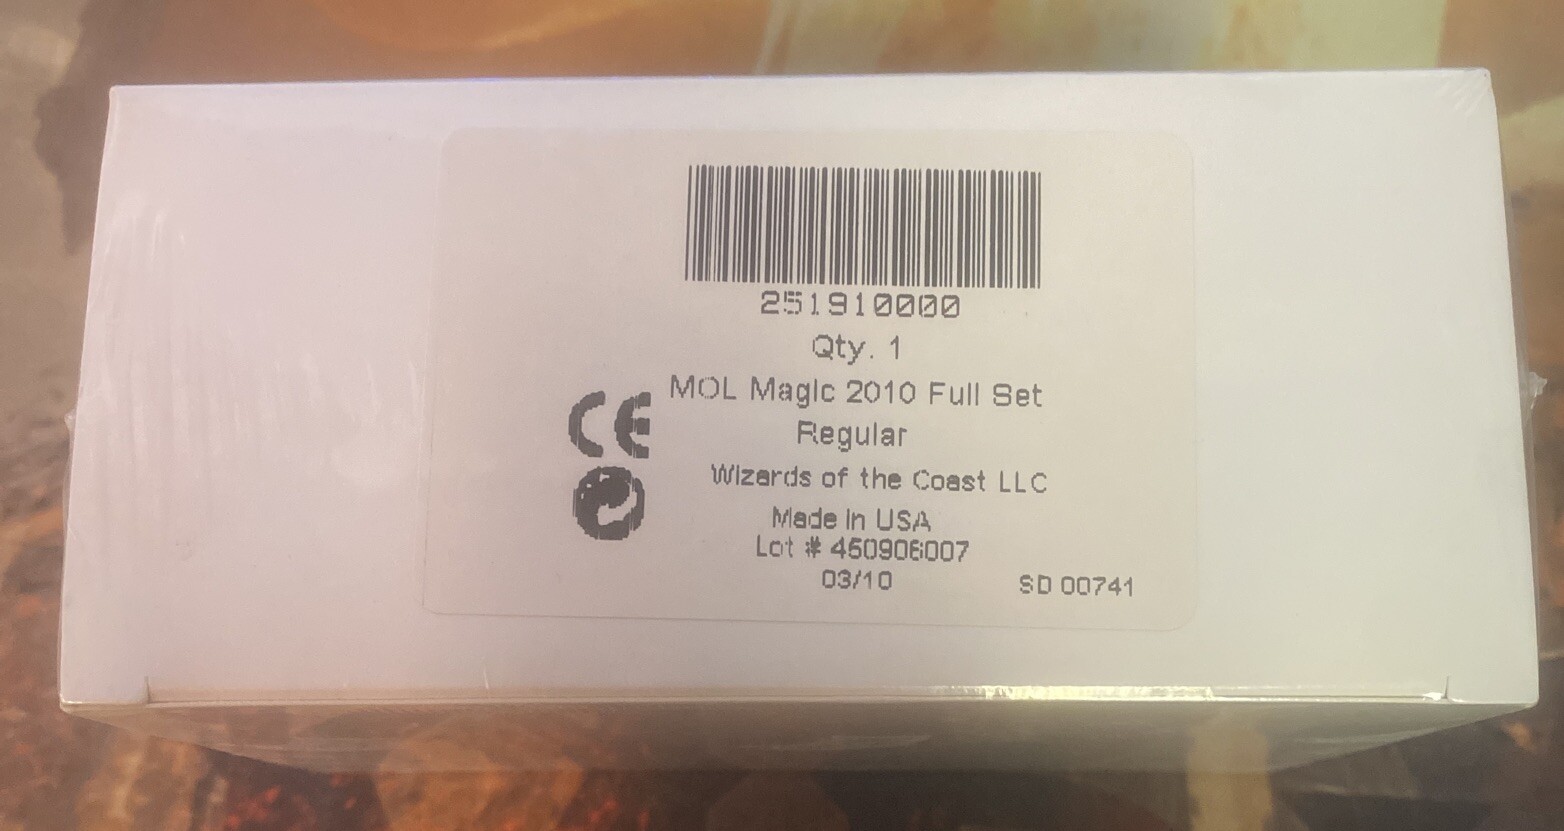 251910000
Qty. 1
MOL Magic 2010 Full Set
Regular
CE
Wizards of the Coast LLC
Made in USA
Lot # 450906007
03/10 SD 00741